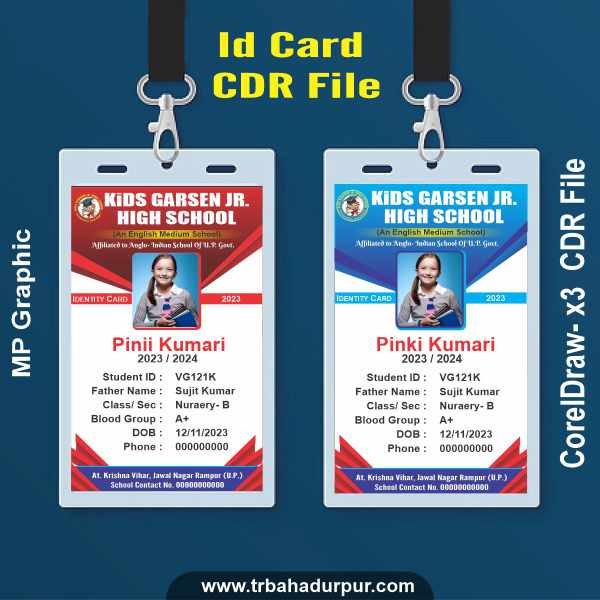 Id Card
CDR File
MP Graphic
KiDS GARSEN JR.
HIGH SCHOOL
(An English Medium School)
Affiliated to Anglo- Indian School Of U.P. Govt.
IDENTITY CARD
2023
Pinii Kumari
2023 / 2024
Student ID : VG121K
Father Name : Sujit Kumar
Class/ Sec : Nuraery- B
Blood Group : A+
DOB : 12/11/2023
Phone : 000000000
At. Krishna Vihar, Jawal Nagar Rampur (U.P.)
School Contact No. 00000000000
KiDS GARSEN JR.
HIGH SCHOOL
(An English Medium School)
Affiliated to Anglo- Indian School Of U.P. Govt.
IDENTITY CARD
2023
Pinki Kumari
2023 / 2024
Student ID : VG121K
Father Name : Sujit Kumar
Class/ Sec : Nuraery- B
Blood Group : A+
DOB : 12/11/2023
Phone : 000000000
At. Krishna Vihar, Jawal Nagar Rampur (U.P.)
School Contact No. 00000000000
CorelDraw- x3 CDR File
www.trbahadurpur.com